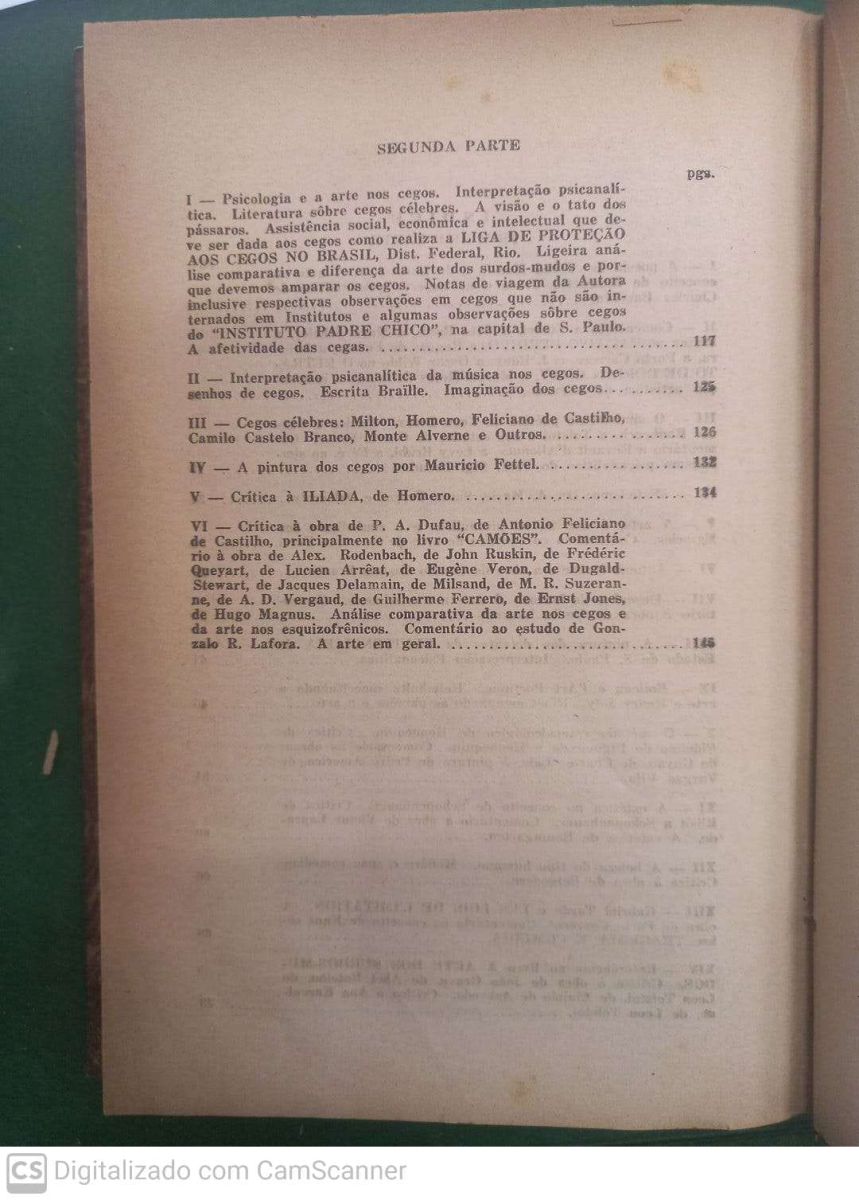 SEGUNDA PARTE
pgs.
I — Psicologia e a arte nos cegos. Interpretação psicanalí-
tica. Literatura sôbre cegos célebres. A visão e o tato dos
pássaros. Assistência social, econômica e intelectual que de-
ve ser dada aos cegos como realiza a LIGA DE PROTEÇÃO
AOS CEGOS NO BRASIL, Dist. Federal, Rio. Ligeira aná-
lise comparativa e diferença da arte dos surdos-mudos e por-
que devemos amparar os cegos. Notas de viagem da Autora
inclusive respectivas observações em cegos que não são in-
ternados em Institutos e algumas observações sôbre cegos
do "INSTITUTO PADRE CHICO", na capital de S. Paulo.
A afetividade das cegas. .......................................... 117
II — Interpretação psicanalítica da música nos cegos. De-
senhos de cegos. Escrita Braïlle. Imaginação dos cegos.......... 125
III — Cegos célebres: Milton, Homero, Feliciano de Castilho,
Camilo Castelo Branco, Monte Alverne e Outros. ................. 126
IV — A pintura dos cegos por Mauricio Fettel. .................. 132
V — Crítica à ILIADA, de Homero. ............................ 134
VI — Crítica à obra de P. A. Dufau, de Antonio Feliciano
de Castilho, principalmente no livro "CAMÕES". Comentá-
rio à obra de Alex. Rodenbach, de John Ruskin, de Frédéric
Queyart, de Lucien Arrêat, de Eugène Veron, de Dugald-
Stewart, de Jacques Delamain, de Milsand, de M. R. Suzeran-
ne, de A. D. Vergaud, de Guilherme Ferrero, de Ernst Jones,
de Hugo Magnus. Análise comparativa da arte nos cegos e
da arte nos esquizofrênicos. Comentário ao estudo de Gon-
zalo R. Lafora. A arte em geral. ................................
CS Digitalizado com CamScanner